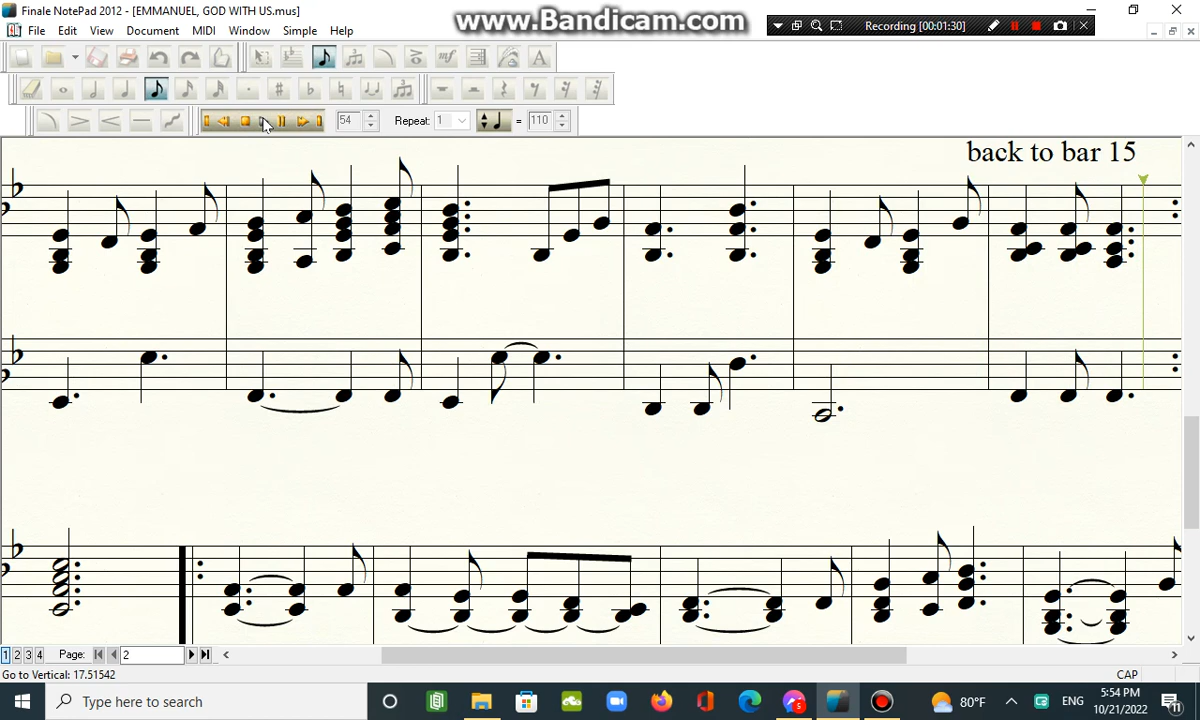 Finale NotePad 2012 - [EMMANUEL, GOD WITH US.mus]
www.Bandicam.com
Recording [00:01:30]
File Edit View Document MIDI Window Simple Help
mf A
54 Repeat: 1 = 110
back to bar 15
1 2 3 4 Page: 2
Go to Vertical: 17.51542 CAP
Type here to search
80°F ENG
5:54 PM
10/21/2022
11